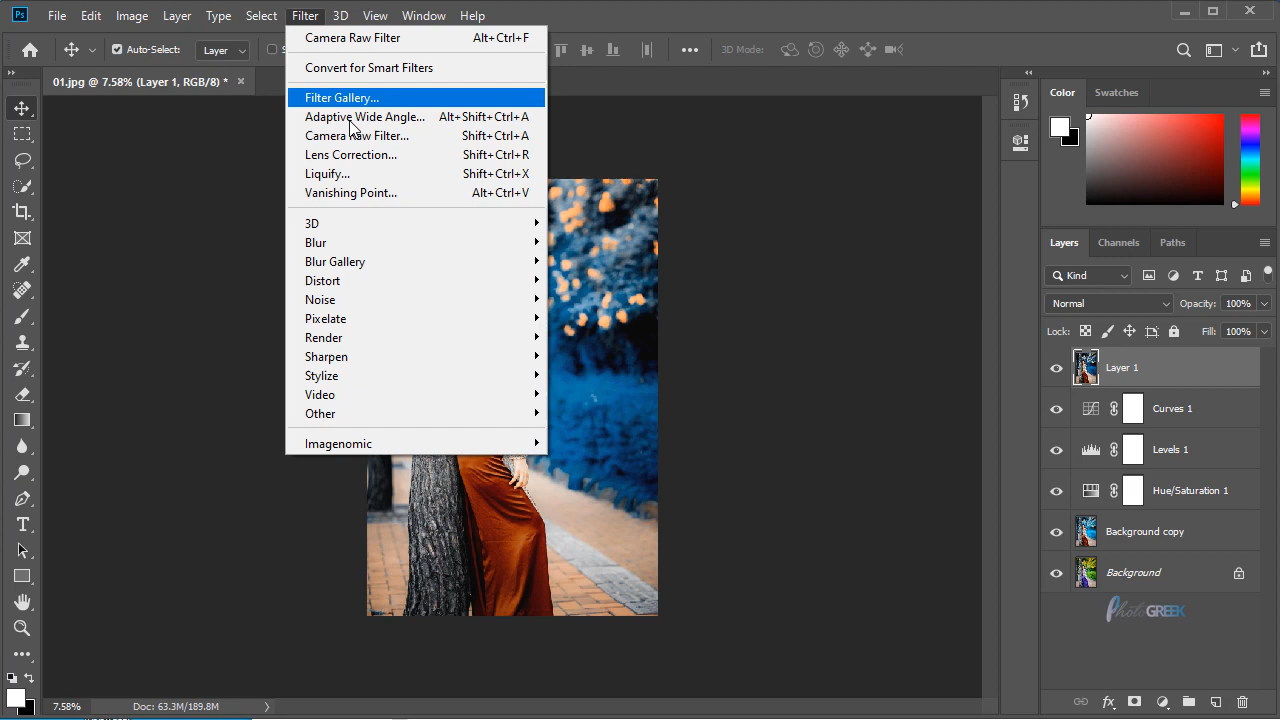 Ps File Edit Image Layer Type Select Filter 3D View Window Help
Auto-Select: Layer 3D Mode:
01.jpg @ 7.58% (Layer 1, RGB/8) *
Camera Raw Filter Alt+Ctrl+F
Convert for Smart Filters
Filter Gallery...
Adaptive Wide Angle... Alt+Shift+Ctrl+A
Camera Raw Filter... Shift+Ctrl+A
Lens Correction... Shift+Ctrl+R
Liquify... Shift+Ctrl+X
Vanishing Point... Alt+Ctrl+V
3D
Blur
Blur Gallery
Distort
Noise
Pixelate
Render
Sharpen
Stylize
Video
Other
Imagenomic
Color Swatches
Layers Channels Paths
Kind
Normal Opacity: 100%
Lock: Fill: 100%
Layer 1
Curves 1
Levels 1
Hue/Saturation 1
Background copy
Background
PhotoGREEK
7.58% Doc: 63.3M/189.8M